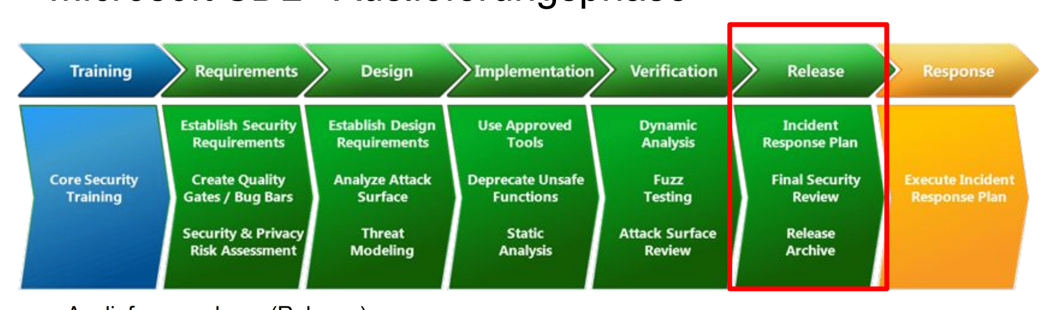 Microsoft SDL Auslieferungsphase
Training
Requirements
Design
Implementation
Verification
Release
Response
Core Security
Training
Establish Security
Requirements
Create Quality
Gates / Bug Bars
Security & Privacy
Risk Assessment
Establish Design
Requirements
Analyze Attack
Surface
Threat
Modeling
Use Approved
Tools
Deprecate Unsafe
Functions
Static
Analysis
Dynamic
Analysis
Fuzz
Testing
Attack Surface
Review
Incident
Response Plan
Final Security
Review
Release
Archive
Execute Incident
Response Plan